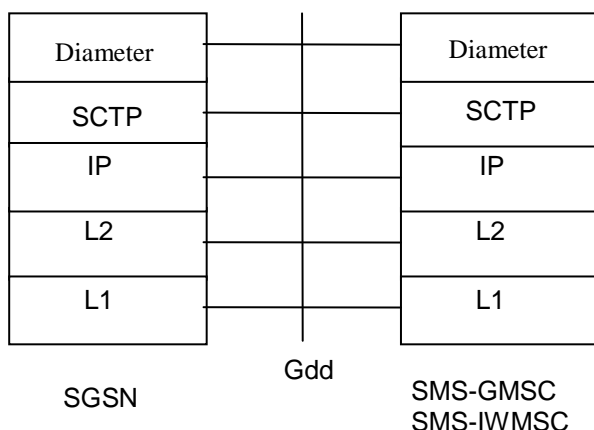 Diameter
Diameter
SCTP
SCTP
IP
IP
L2
L2
L1
L1
Gdd
SGSN
SMS-GMSC
SMS-IWMSC